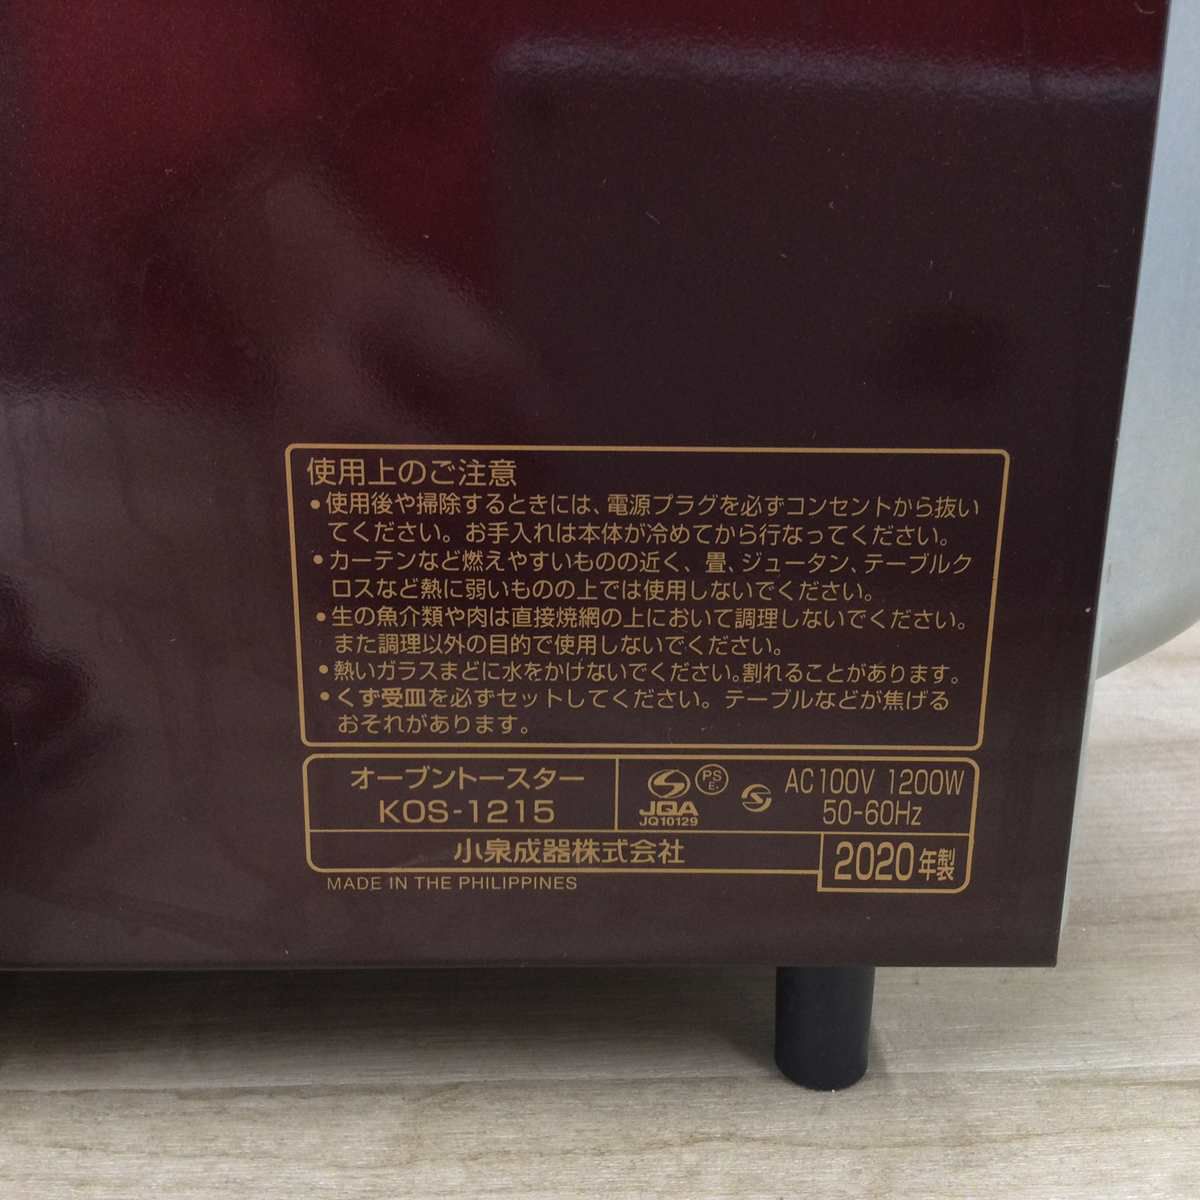 使用上のご注意
●使用後や掃除するときには、電源プラグを必ずコンセントから抜い
てください。お手入れは本体が冷めてから行なってください。
●カーテンなど燃えやすいものの近く、畳、ジュータン、テーブルク
ロスなど熱に弱いものの上では使用しないでください。
●生の魚介類や肉は直接焼網の上において調理しないでください。
また調理以外の目的で使用しないでください。
●熱いガラスまどに水をかけないでください。割れることがあります。
●くず受皿を必ずセットしてください。テーブルなどが焦げる
おそれがあります。
オーブントースター
KOS-1215
JQA
JQ10129
PS
E
AC100V 1200W
50-60Hz
小泉成器株式会社
2020年製
MADE IN THE PHILIPPINES